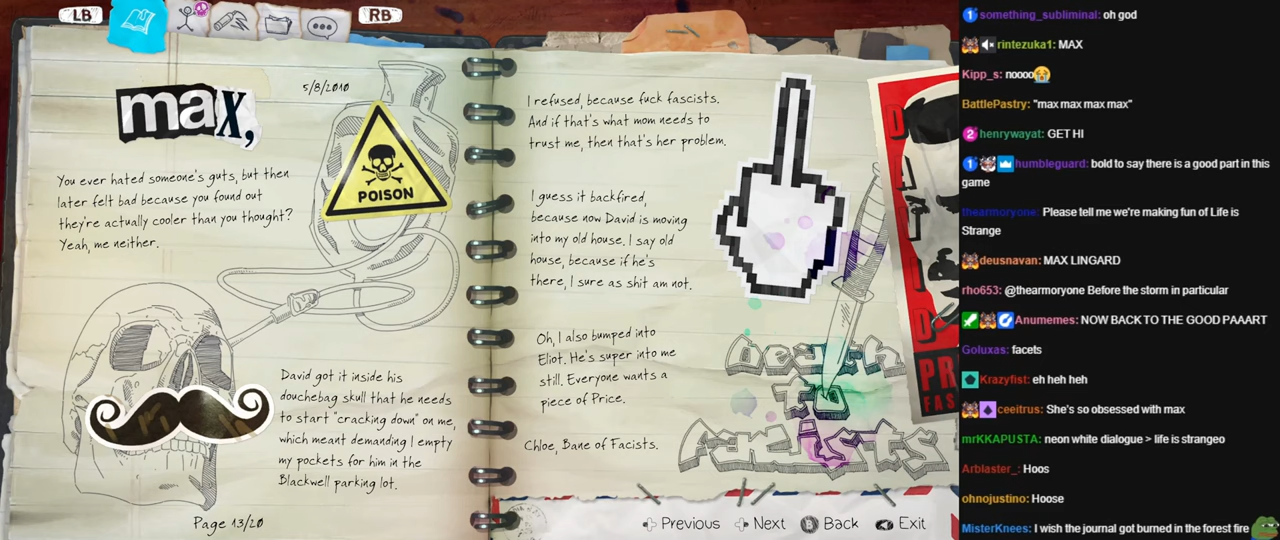 LB
RB
max,
5/8/2010
POISON
You ever hated someone's guts, but then
later felt bad because you found out
they're actually cooler than you thought?
Yeah, me neither.
David got it inside his
douchebag skull that he needs
to start "cracking down" on me,
which meant demanding I empty
my pockets for him in the
Blackwell parking lot.
Page 13/20
I refused, because fuck fascists.
And if that's what mom needs to
trust me, then that's her problem.
I guess it backfired,
because now David is moving
into my old house. I say old
house, because if he's
there, I sure as shit am not.
Oh, I also bumped into
Eliot. He's super into me
still. Everyone wants a
piece of Price.
Chloe, Bane of Facists.
DAVID
PR
FAS
Previous
Next
B Back
Exit
something_subliminal: oh god
rintezuka1: MAX
Kipp_s: noooo
BattlePastry: "max max max max"
henrywayat: GET HI
humbleguard: bold to say there is a good part in this
game
thearmoryone: Please tell me we're making fun of Life is
Strange
deusnavan: MAX LINGARD
rho653: @thearmoryone Before the storm in particular
Anumemes: NOW BACK TO THE GOOD PAAART
Goluxas: facets
Krazyfist: eh heh heh
ceeitrus: She's so obsessed with max
mrKKAPUSTA: neon white dialogue > life is strangeo
Arblaster_: Hoos
ohnojustino: Hoose
MisterKnees: I wish the journal got burned in the forest fire